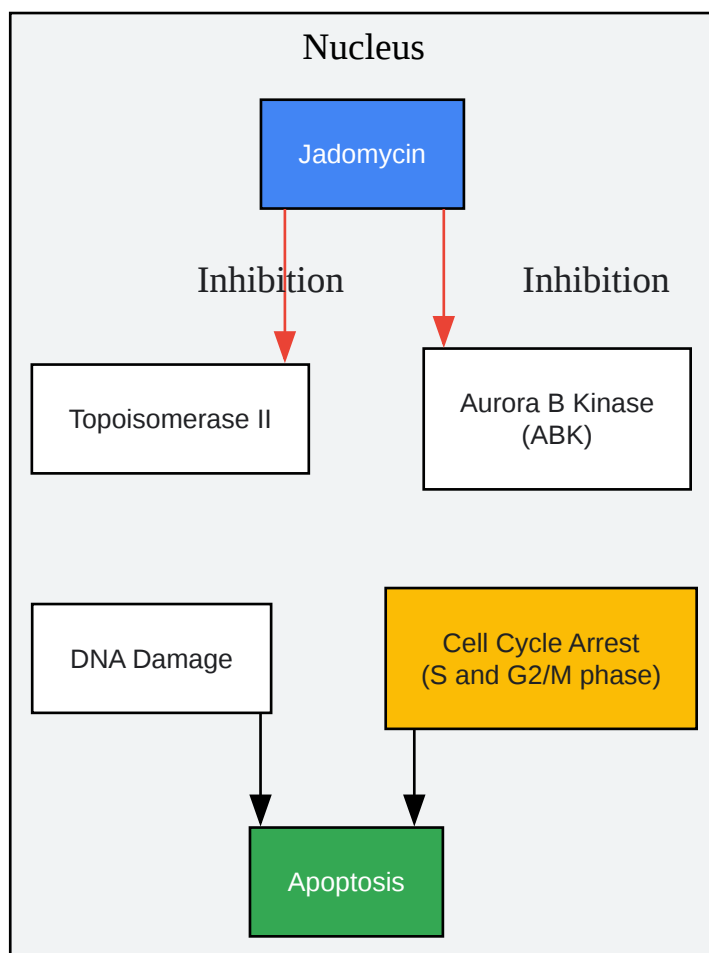 Nucleus
Jadomycin
Inhibition
Inhibition
Topoisomerase II
Aurora B Kinase
(ABK)
DNA Damage
Cell Cycle Arrest
(S and G2/M phase)
Apoptosis